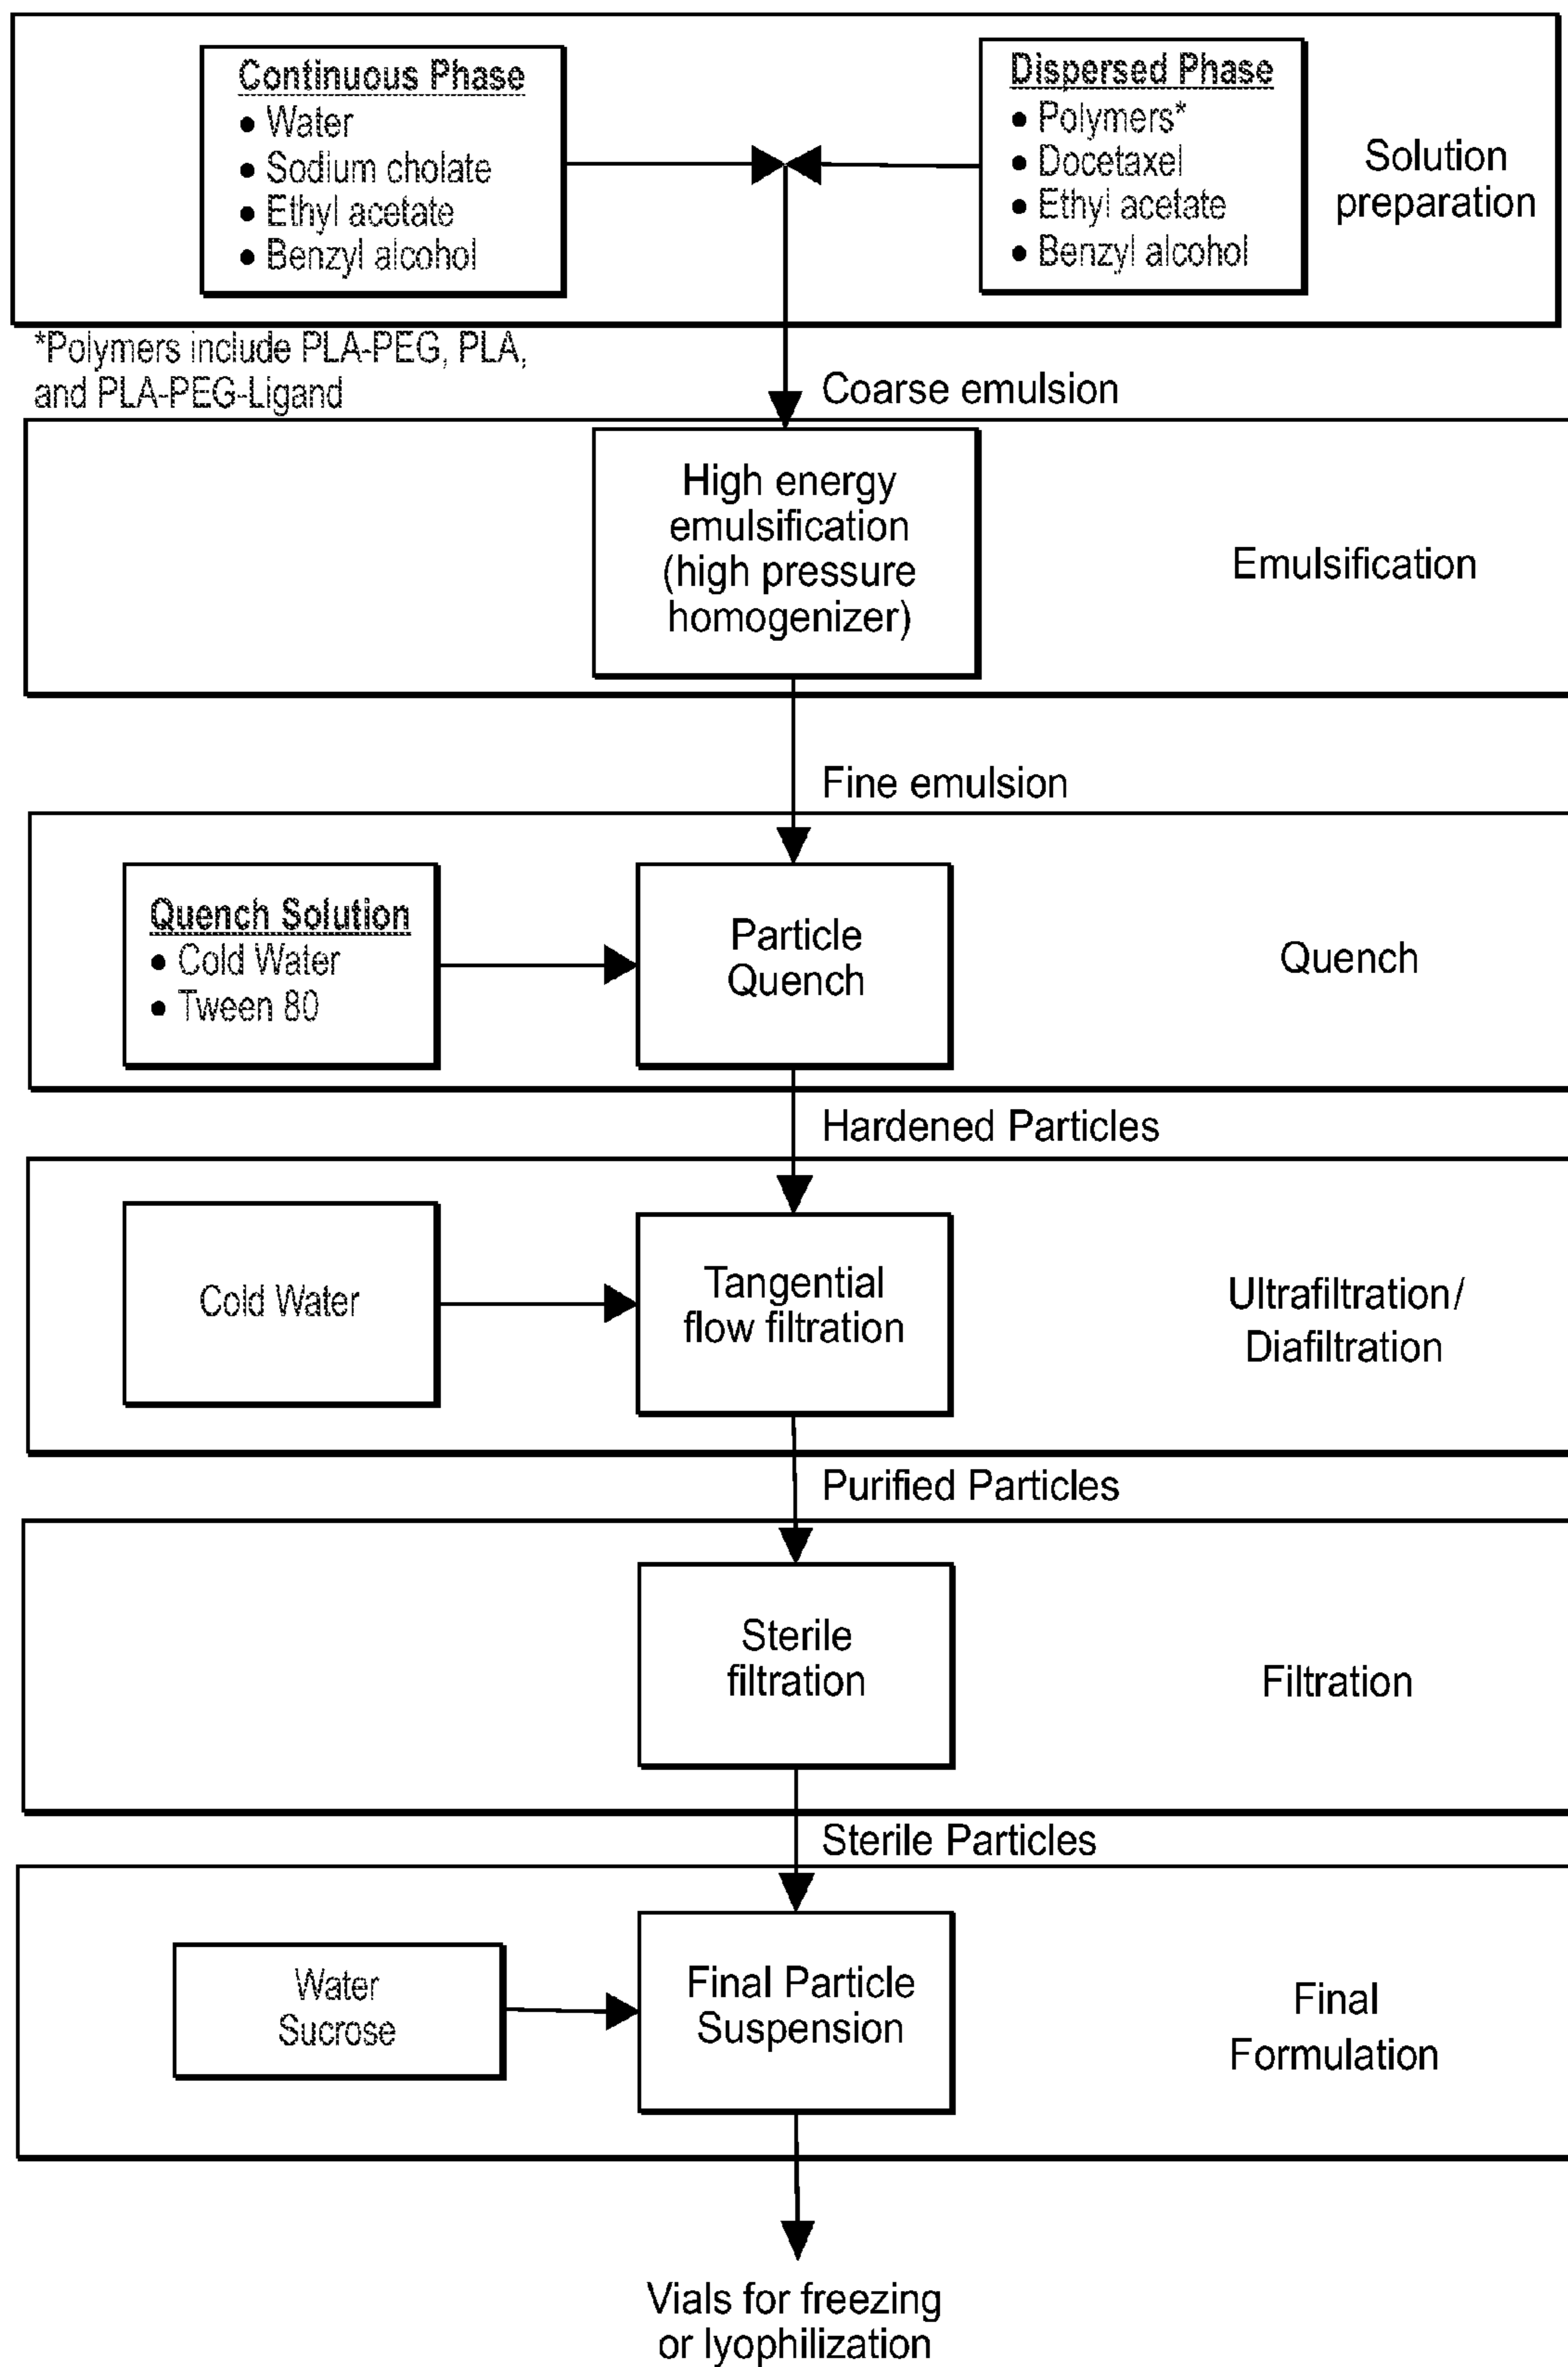 Continuous Phase
• Water
• Sodium cholate
• Ethyl acetate
• Benzyl alcohol
Dispersed Phase
• Polymers*
• Docetaxel
• Ethyl acetate
• Benzyl alcohol
Solution
preparation
*Polymers include PLA-PEG, PLA,
and PLA-PEG-Ligand
Coarse emulsion
High energy
emulsification
(high pressure
homogenizer)
Emulsification
Fine emulsion
Quench Solution
• Cold Water
• Tween 80
Particle
Quench
Quench
Hardened Particles
Cold Water
Tangential
flow filtration
Ultrafiltration/
Diafiltration
Purified Particles
Sterile
filtration
Filtration
Sterile Particles
Water
Sucrose
Final Particle
Suspension
Final
Formulation
Vials for freezing
or lyophilization